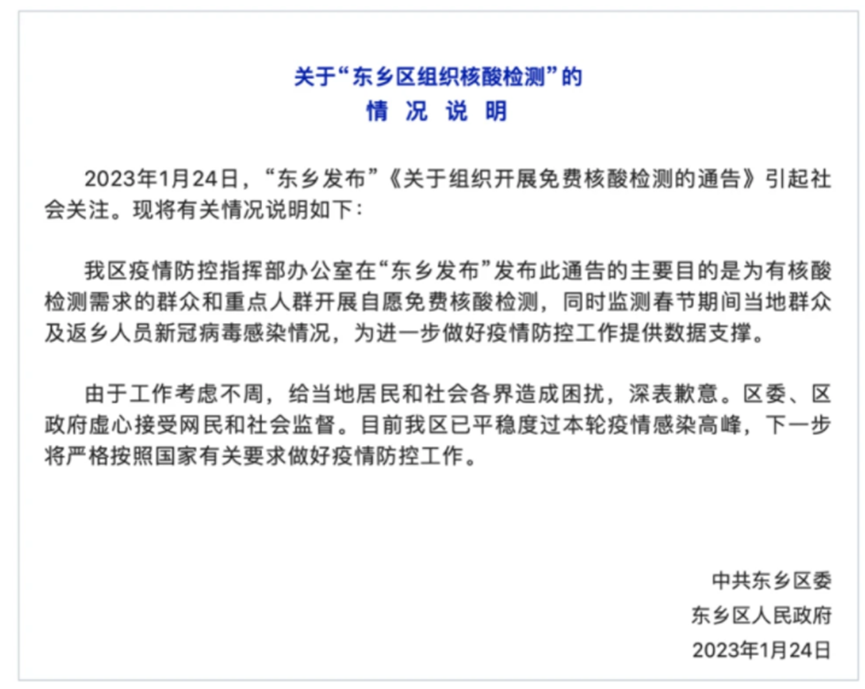 关于“东乡区组织核酸检测”的
情 况 说 明
2023年1月24日，“东乡发布”《关于组织开展免费核酸检测的通告》引起社
会关注。现将有关情况说明如下：
我区疫情防控指挥部办公室在“东乡发布”发布此通告的主要目的是为有核酸
检测需求的群众和重点人群开展自愿免费核酸检测，同时监测春节期间当地群众
及返乡人员新冠病毒感染情况，为进一步做好疫情防控工作提供数据支撑。
由于工作考虑不周，给当地居民和社会各界造成困扰，深表歉意。区委、区
政府虚心接受网民和社会监督。目前我区已平稳度过本轮疫情感染高峰，下一步
将严格按照国家有关要求做好疫情防控工作。
中共东乡区委
东乡区人民政府
2023年1月24日